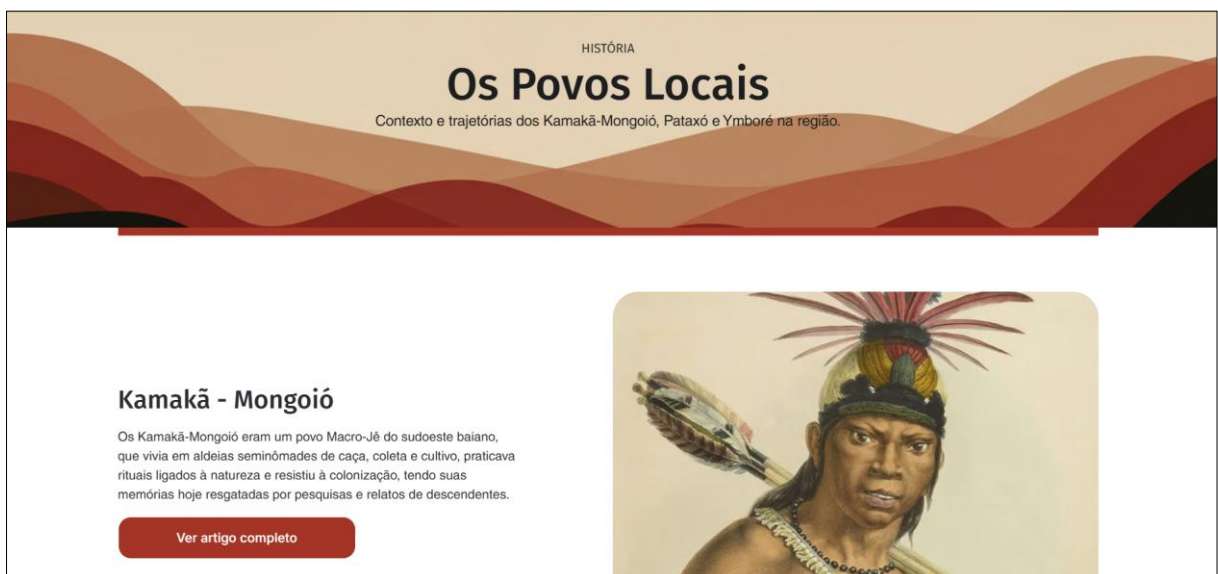 HISTÓRIA
Os Povos Locais
Contexto e trajetórias dos Kamakã-Mongoió, Pataxó e Ymboré na região.
Kamakã - Mongoió
Os Kamakã-Mongoió eram um povo Macro-Jê do sudoeste baiano,
que vivia em aldeias seminômades de caça, coleta e cultivo, praticava
rituais ligados à natureza e resistiu à colonização, tendo suas
memórias hoje resgatadas por pesquisas e relatos de descendentes.
Ver artigo completo